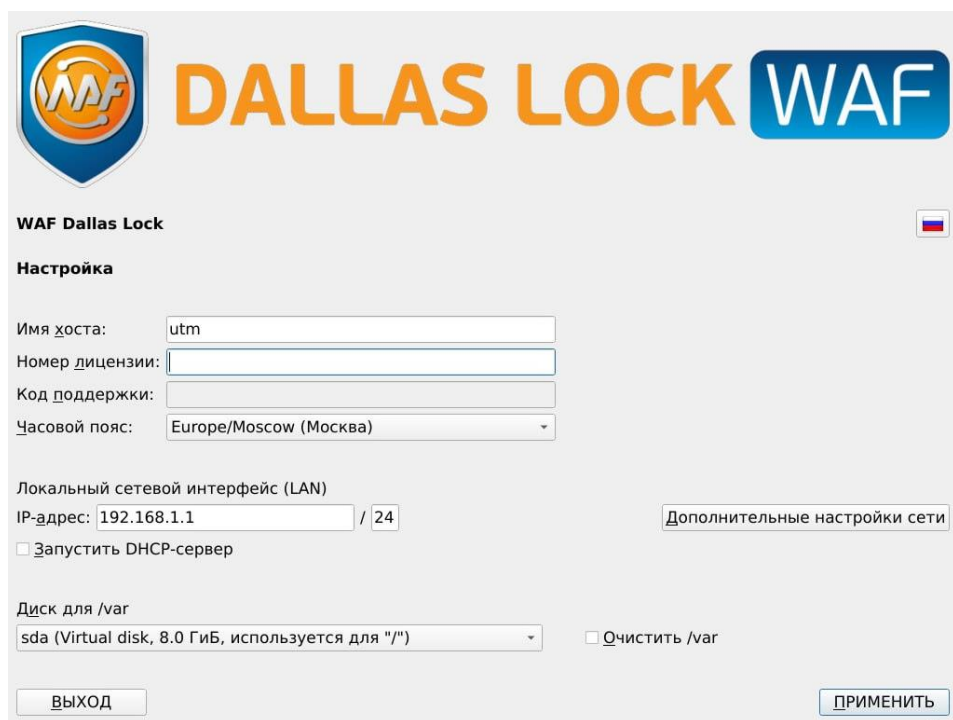 WAF
DALLAS LOCK WAF
WAF Dallas Lock
Настройка
Имя хоста: utm
Номер лицензии:
Код поддержки:
Часовой пояс: Europe/Moscow (Москва)
Локальный сетевой интерфейс (LAN)
IP-адрес: 192.168.1.1 / 24 Дополнительные настройки сети
Запустить DHCP-сервер
Диск для /var
sda (Virtual disk, 8.0 ГиБ, используется для "/") Очистить /var
ВЫХОД ПРИМЕНИТЬ